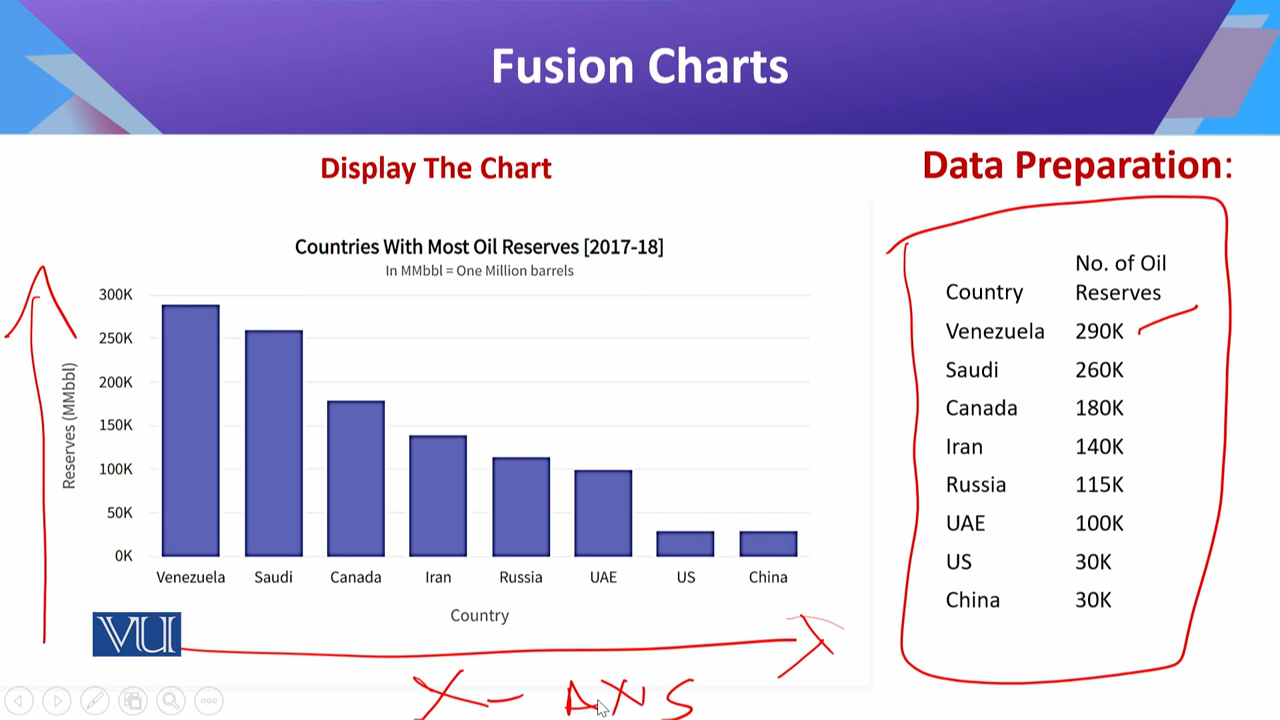 Fusion Charts
Display The Chart
Countries With Most Oil Reserves [2017-18]
In MMbbl = One Million barrels
Reserves (MMbbl)
300K
250K
200K
150K
100K
50K
0K
Venezuela Saudi Canada Iran Russia UAE US China
Country
VU
X- AXIS
Data Preparation:
Country No. of Oil Reserves
Venezuela 290K
Saudi 260K
Canada 180K
Iran 140K
Russia 115K
UAE 100K
US 30K
China 30K